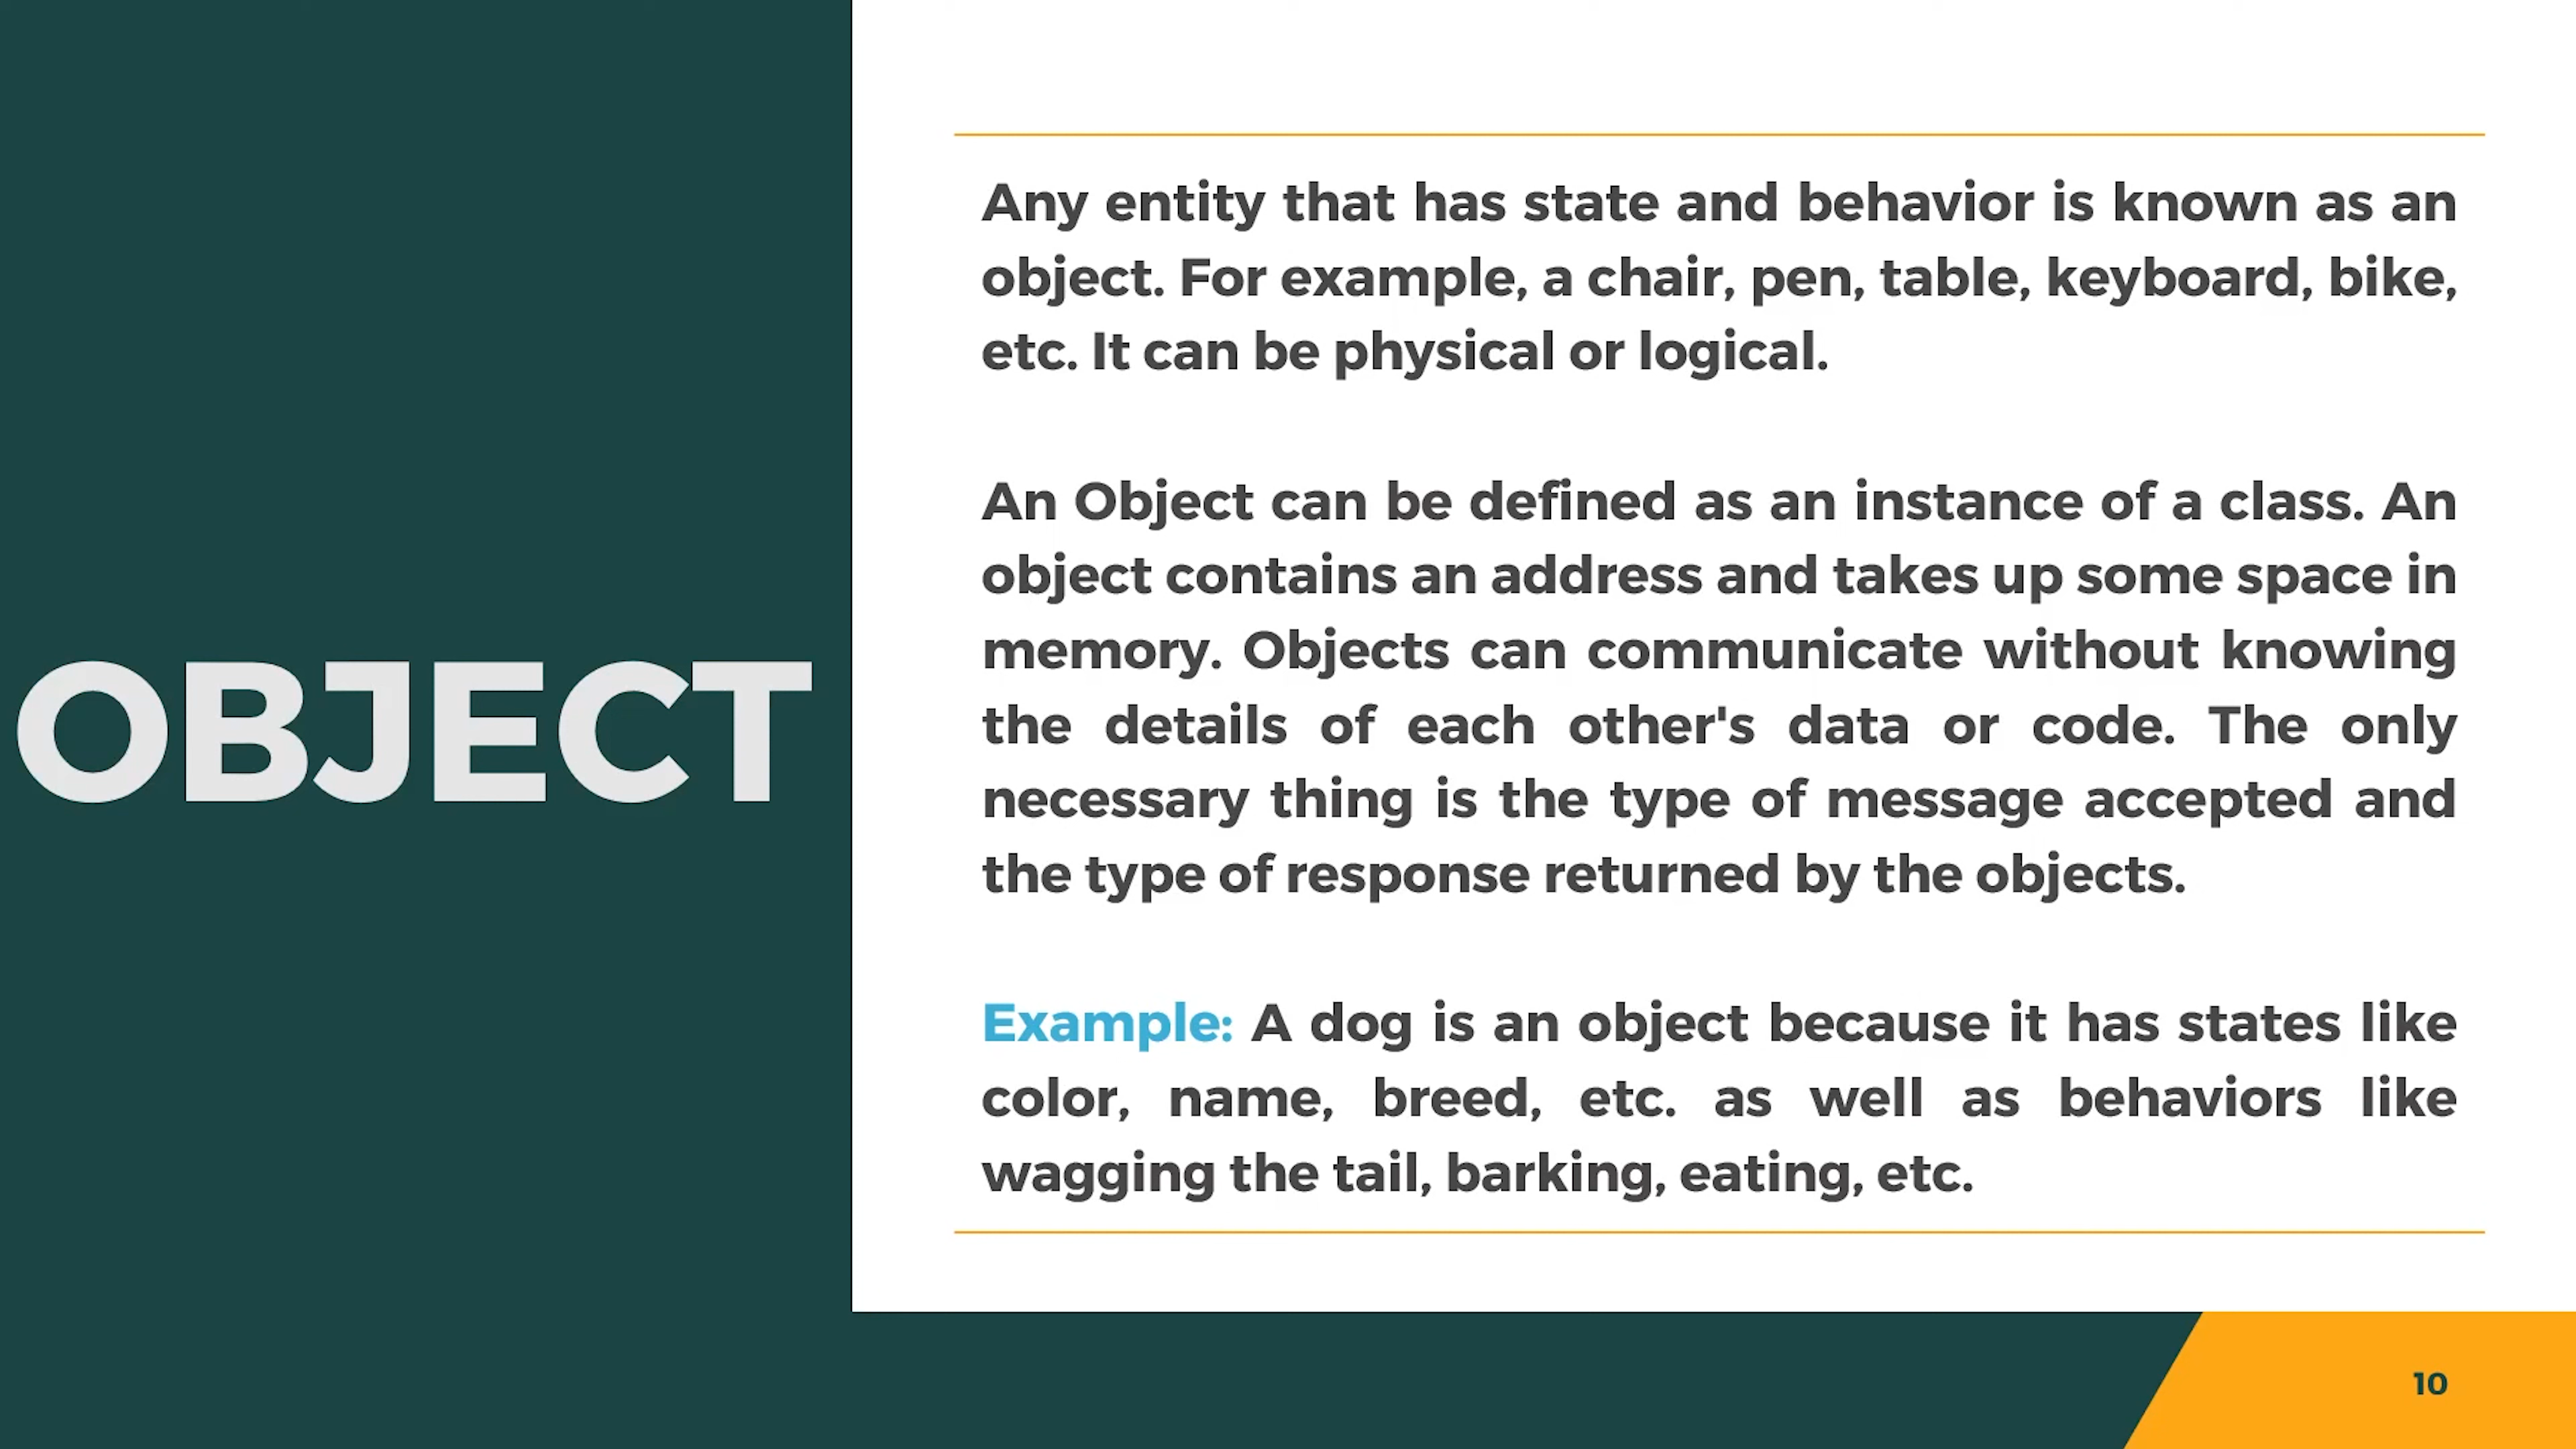 OBJECT
Any entity that has state and behavior is known as an
object. For example, a chair, pen, table, keyboard, bike,
etc. It can be physical or logical.
An Object can be defined as an instance of a class. An
object contains an address and takes up some space in
memory. Objects can communicate without knowing
the details of each other's data or code. The only
necessary thing is the type of message accepted and
the type of response returned by the objects.
Example: A dog is an object because it has states like
color, name, breed, etc. as well as behaviors like
wagging the tail, barking, eating, etc.
10